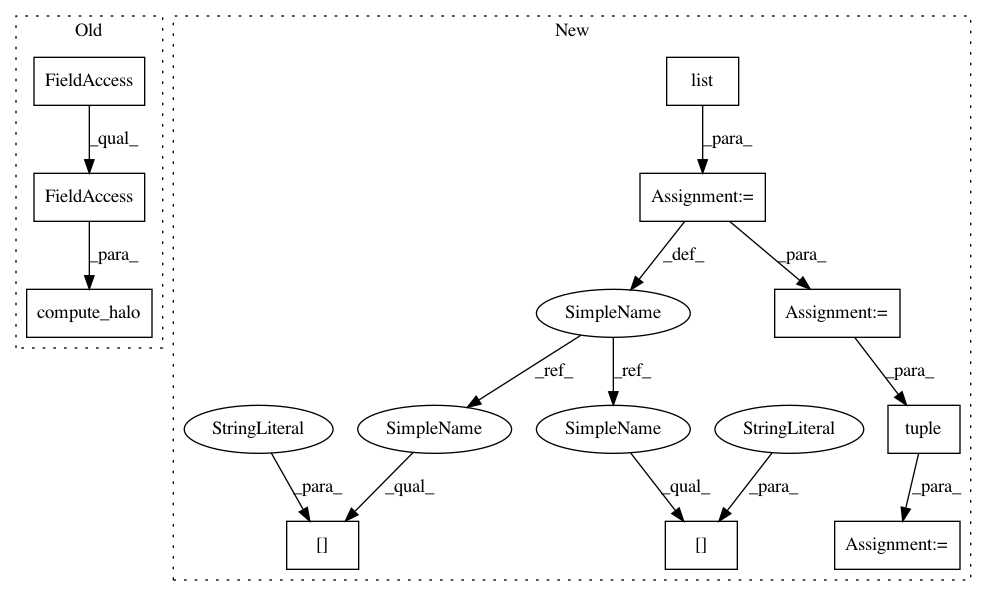 Old
New
FieldAccess
list
_qual_
_para_
FieldAccess
Assignment:=
_para_
_def_
_para_
compute_halo
SimpleName
Assignment:=
_ref_
_ref_
_para_
StringLiteral
SimpleName
SimpleName
StringLiteral
tuple
_para_
_qual_
_qual_
_para_
_para_
[]
[]
Assignment:=